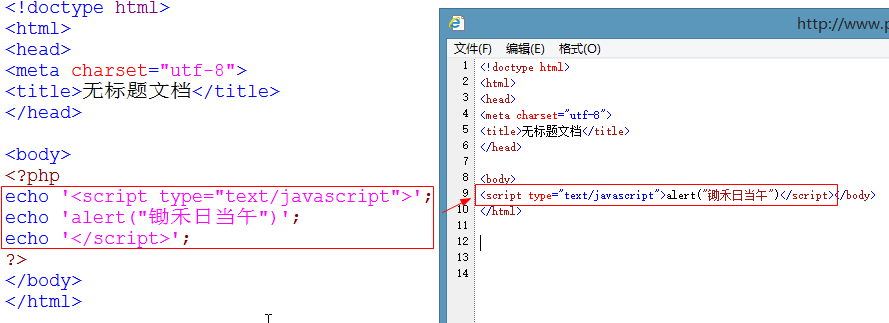 <!doctype html>
<html>
<head>
<meta charset="utf-8">
<title>无标题文档</title>
</head>
<body>
<?php
echo '<script type="text/javascript">';
echo 'alert("锄禾日当午")';
echo '</script>';
?>
</body>
</html>
http://www.p
文件(F) 编辑(E) 格式(O)
1 <!doctype html>
2 <html>
3 <head>
4 <meta charset="utf-8">
5 <title>无标题文档</title>
6 </head>
7
8 <body>
9 <script type="text/javascript">alert("锄禾日当午")</script></body>
10 </html>
11
12
13
14